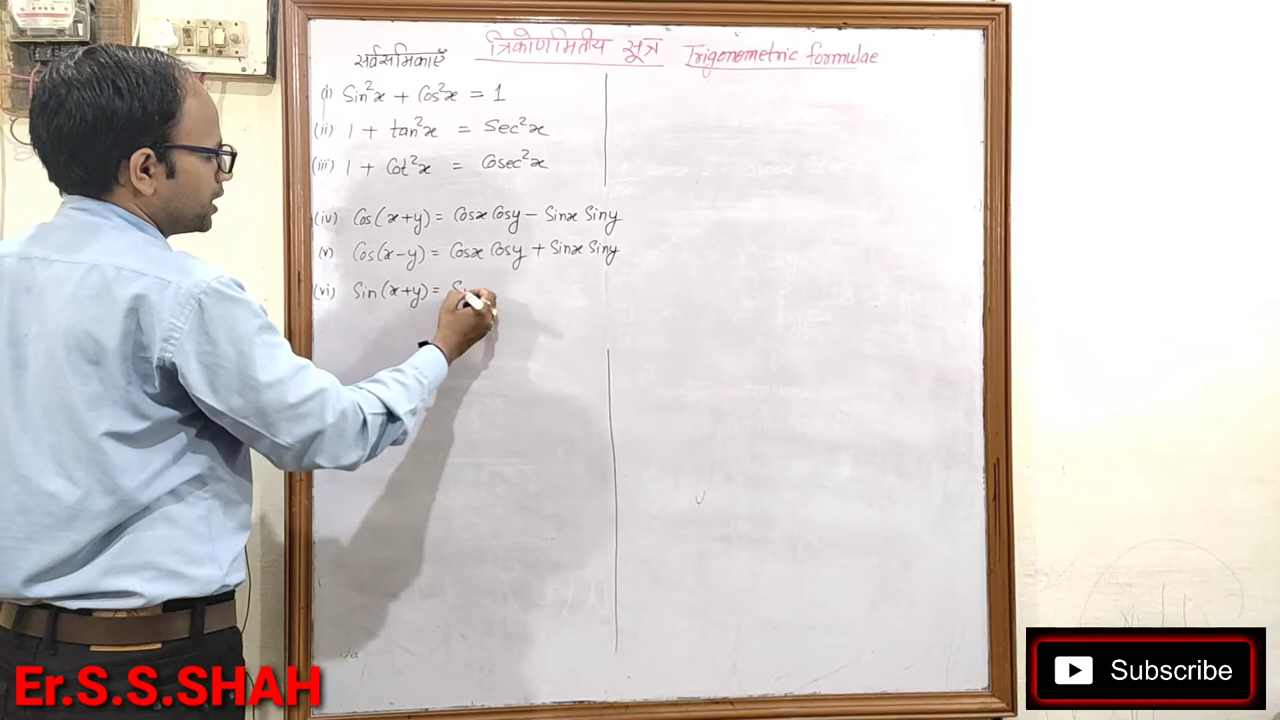 त्रिकोणमितीय सूत्र Trigonometric formulae
सर्वसमिकाएँ
(i) Sin²x + Cos²x = 1
(ii) 1 + tan²x = Sec²x
(iii) 1 + Cot²x = Cosec²x
(iv) Cos(x+y) = Cosx Cosy – Sinx Siny
(v) Cos(x–y) = Cosx Cosy + Sinx Siny
(vi) Sin(x+y) =
Er.S.S.SHAH
Subscribe